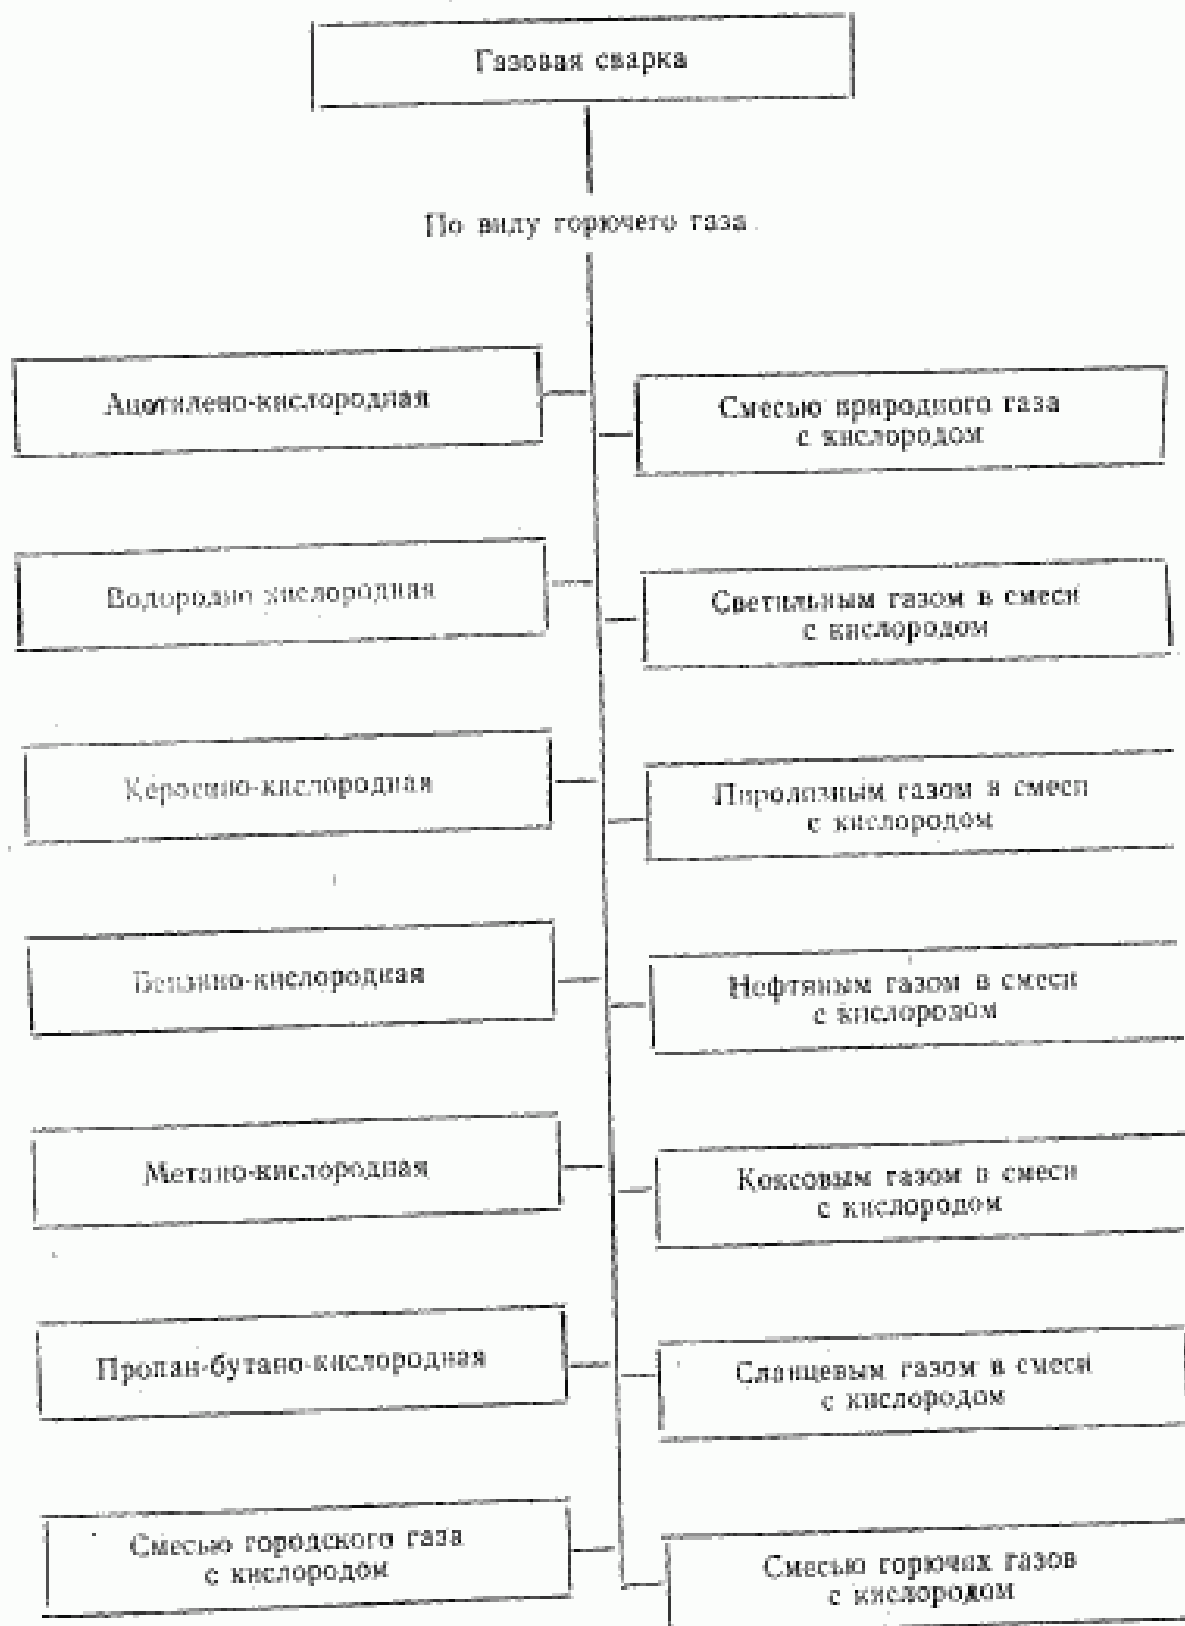 Газовая сварка
По виду горючего газа
Ацетилено-кислородная
Смесью природного газа
с кислородом
Водородно-кислородная
Светильным газом в смеси
с кислородом
Керосино-кислородная
Пиролизным газом в смеси
с кислородом
Бензино-кислородная
Нефтяным газом в смеси
с кислородом
Метано-кислородная
Коксовым газом в смеси
с кислородом
Пропан-бутано-кислородная
Сланцевым газом в смеси
с кислородом
Смесью городского газа
с кислородом
Смесью горючих газов
с кислородом